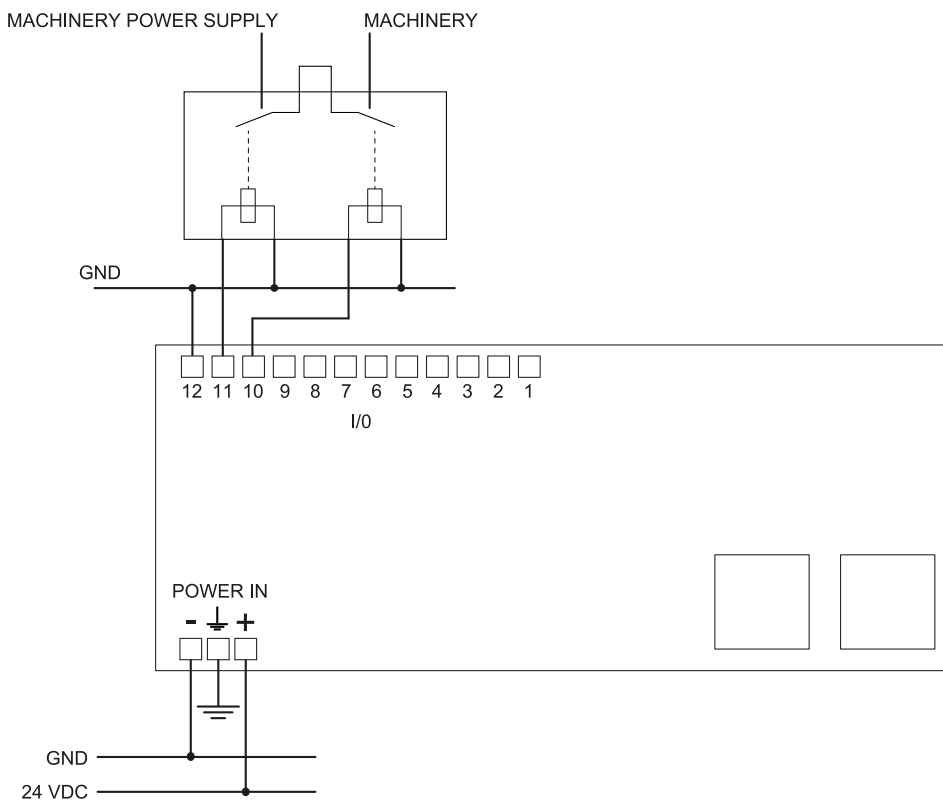 MACHINERY POWER SUPPLY MACHINERY
GND
12 11 10 9 8 7 6 5 4 3 2 1
I/0
POWER IN
- +
GND
24 VDC